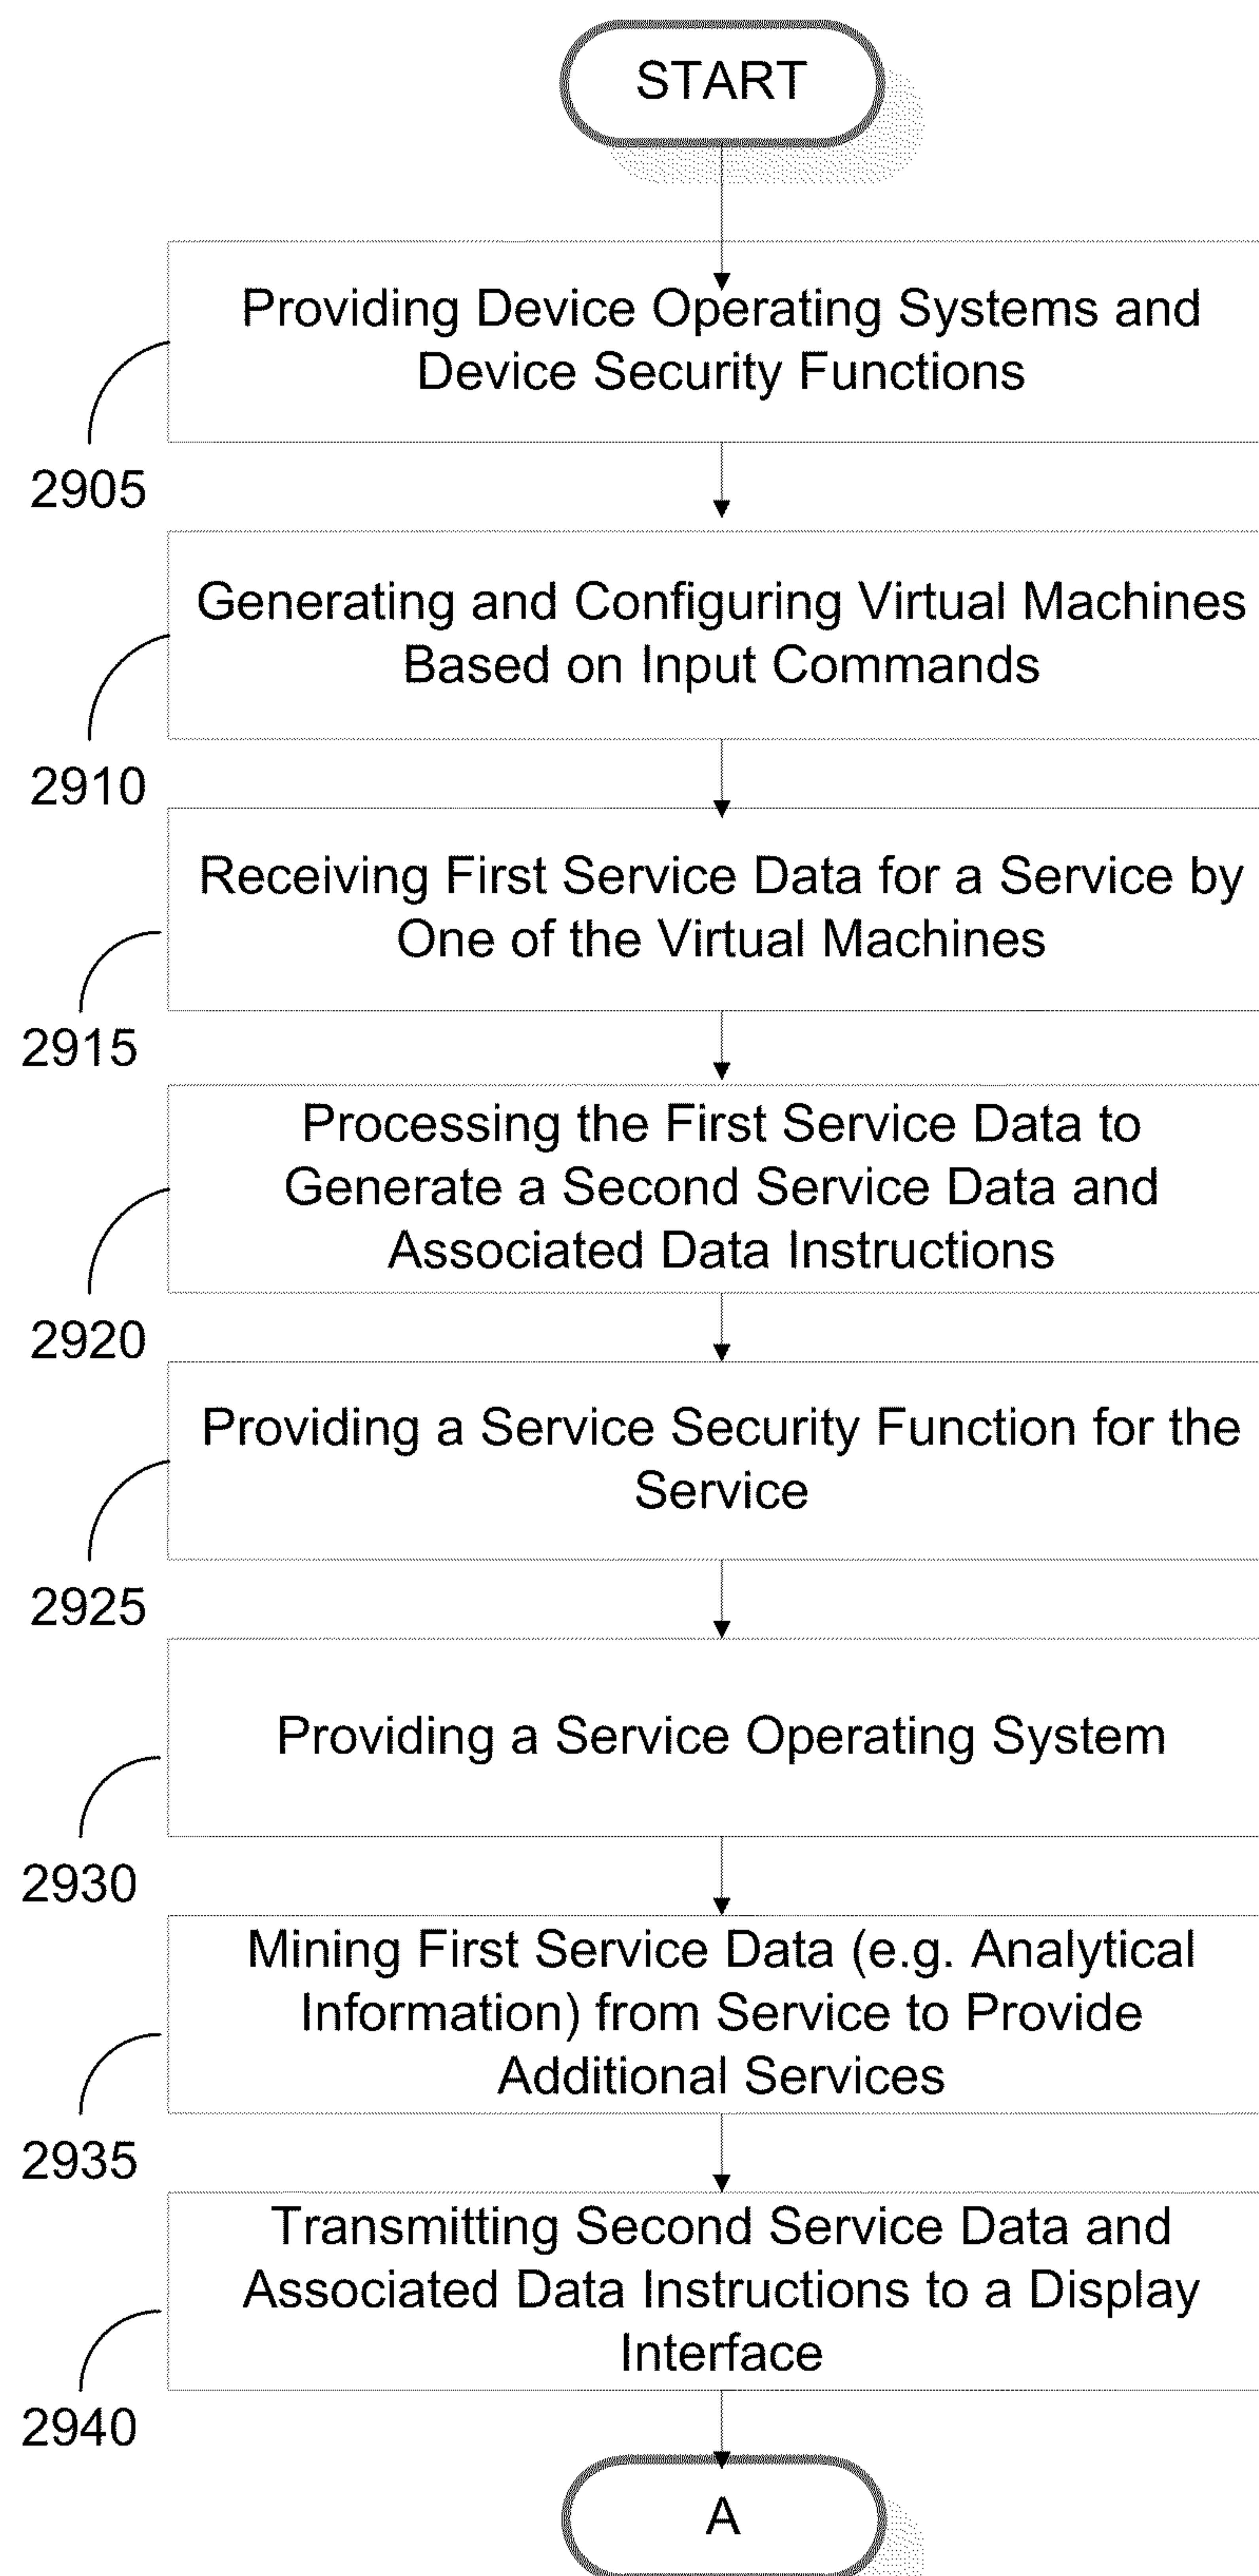 START
Providing Device Operating Systems and
Device Security Functions
2905
Generating and Configuring Virtual Machines
Based on Input Commands
2910
Receiving First Service Data for a Service by
One of the Virtual Machines
2915
Processing the First Service Data to
Generate a Second Service Data and
Associated Data Instructions
2920
Providing a Service Security Function for the
Service
2925
Providing a Service Operating System
2930
Mining First Service Data (e.g. Analytical
Information) from Service to Provide
Additional Services
2935
Transmitting Second Service Data and
Associated Data Instructions to a Display
Interface
2940
A